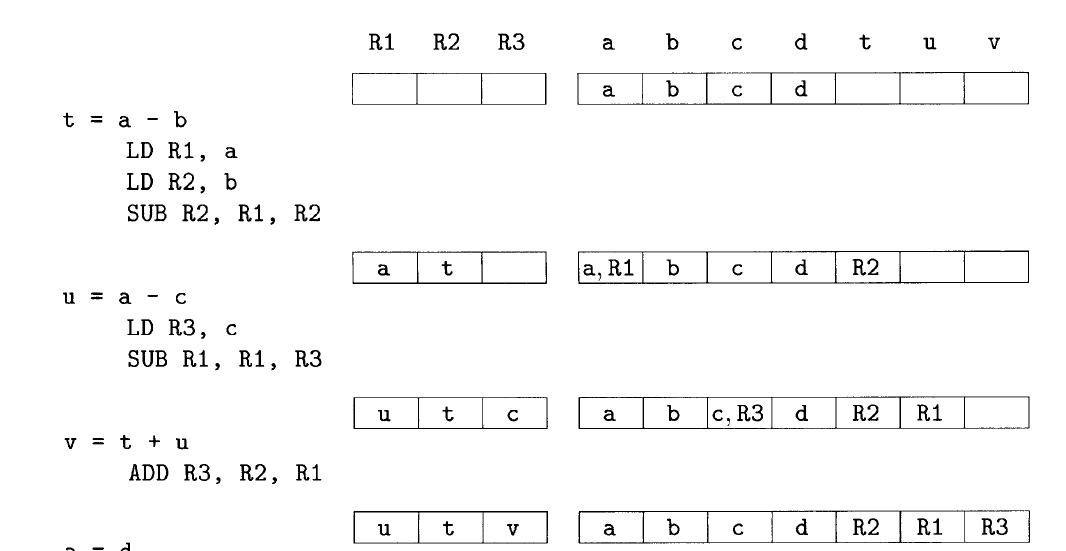 R1 R2 R3 a b c d t u v
a b c d
t = a - b
LD R1, a
LD R2, b
SUB R2, R1, R2
a t a,R1 b c d R2
u = a - c
LD R3, c
SUB R1, R1, R3
u t c a b c,R3 d R2 R1
v = t + u
ADD R3, R2, R1
u t v a b c d R2 R1 R3
a = d